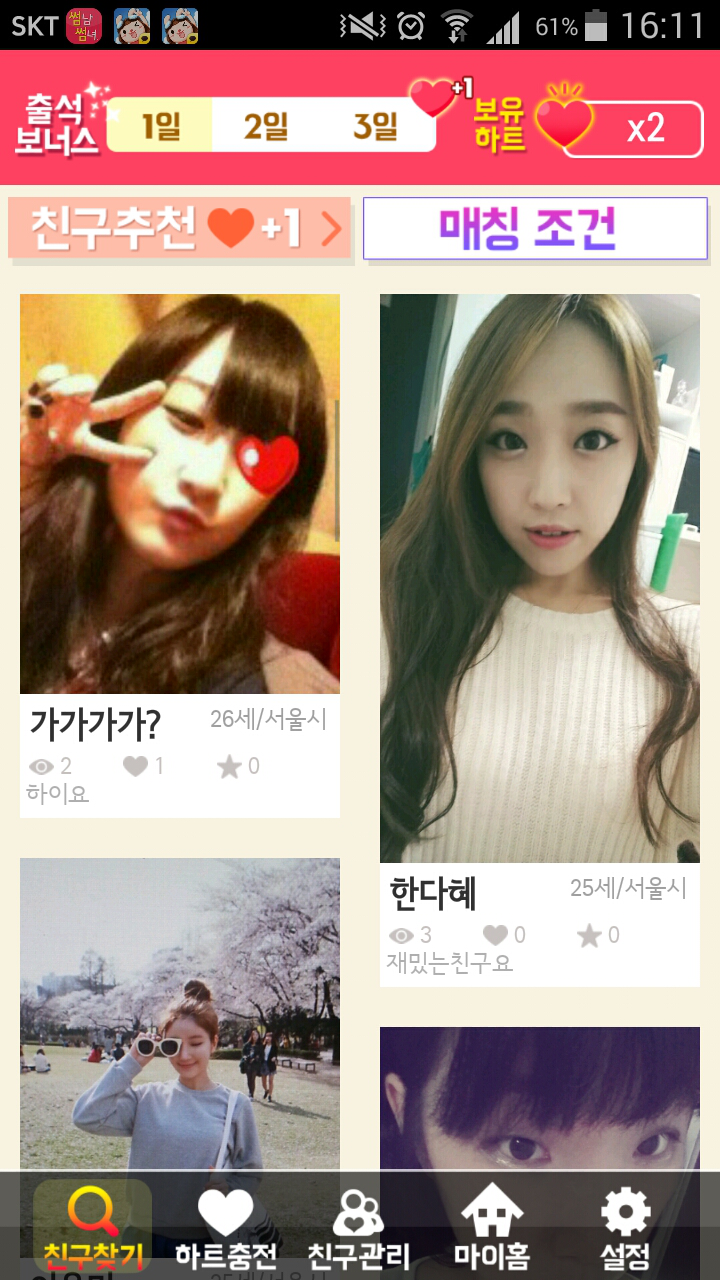 SKT 썸남 썸녀 61% 16:11
출석 보너스 1일 2일 3일 +1 보유 하트 x2
친구추천 +1 >
매칭 조건
가가가가? 26세/서울시
2 1 0
하이요
한다혜 25세/서울시
3 0 0
재밌는친구요
친구찾기 하트충전 친구관리 마이홈 설정